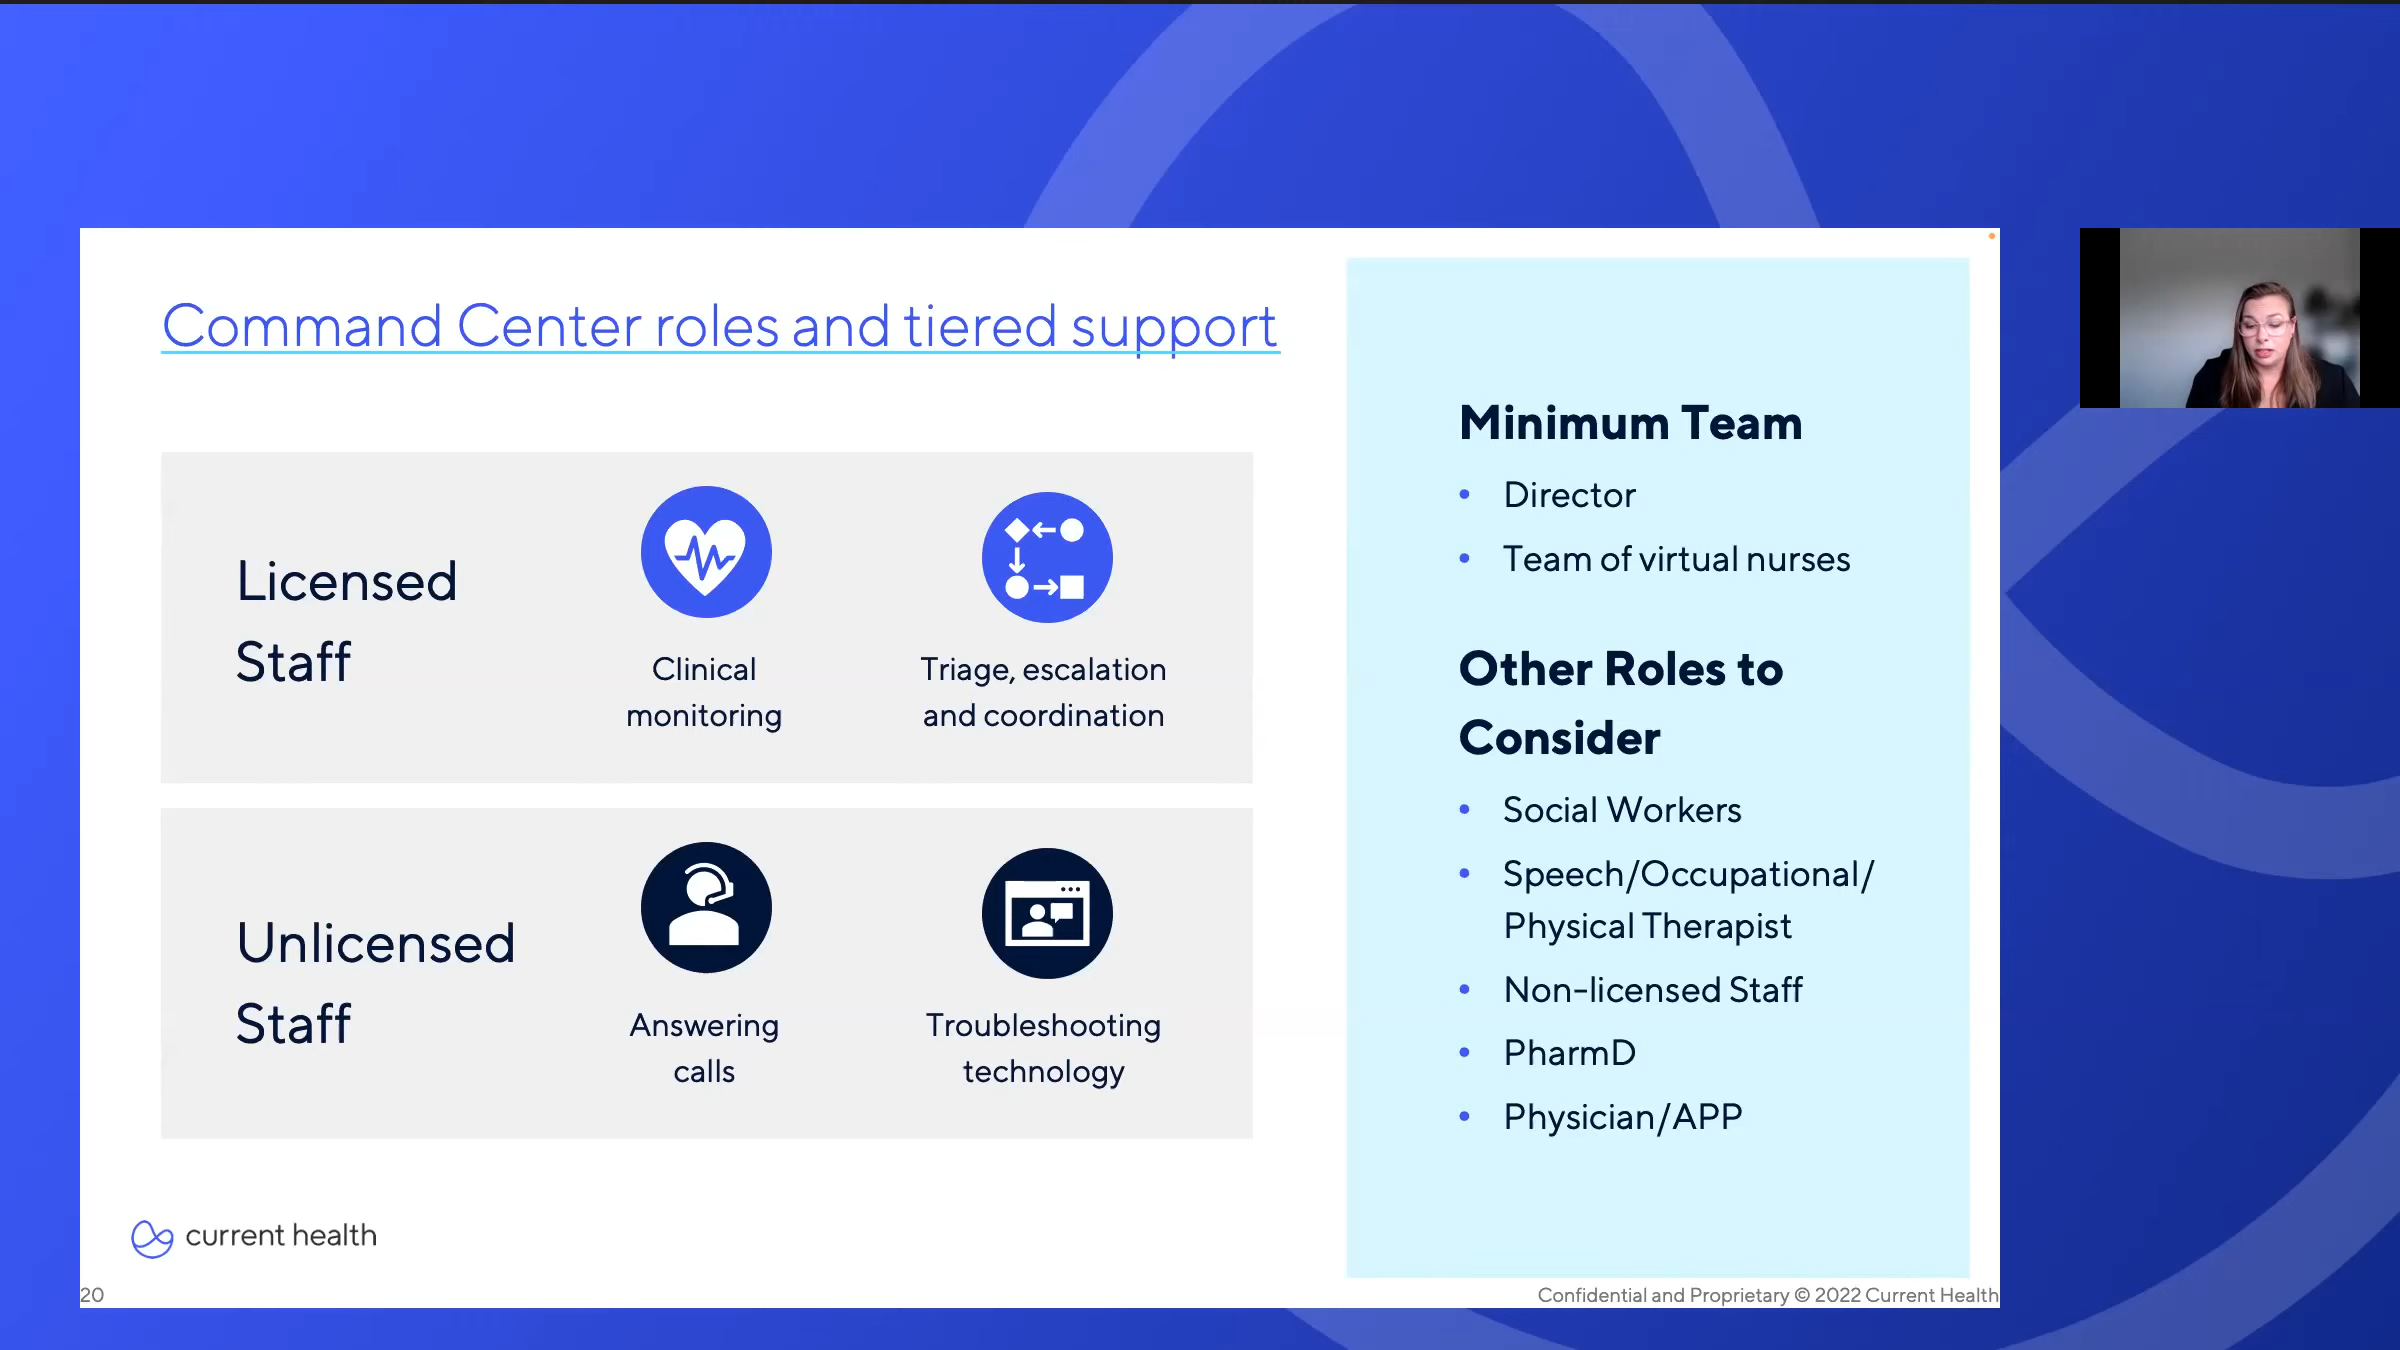 Command Center roles and tiered support
Licensed
Staff
Clinical
monitoring
Triage, escalation
and coordination
Unlicensed
Staff
Answering
calls
Troubleshooting
technology
Minimum Team
• Director
• Team of virtual nurses
Other Roles to
Consider
• Social Workers
• Speech/Occupational/
Physical Therapist
• Non-licensed Staff
• PharmD
• Physician/APP
current health
20
Confidential and Proprietary © 2022 Current Health